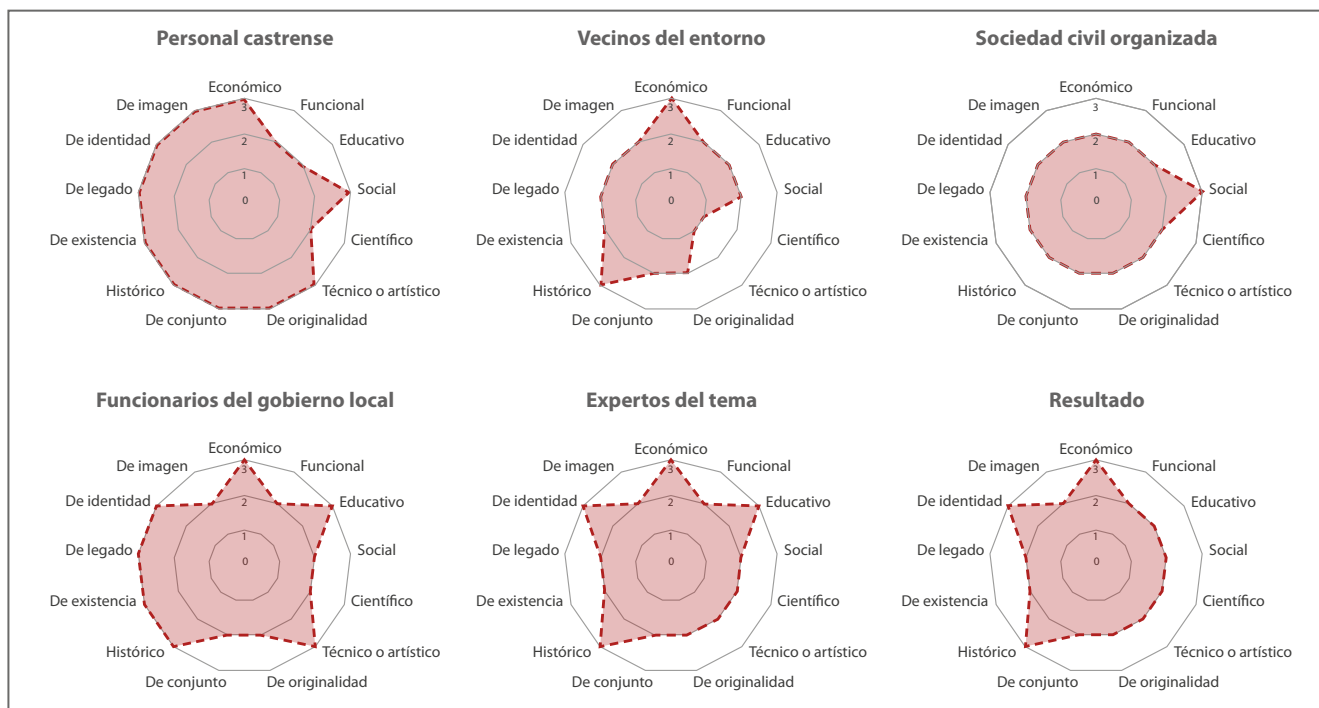 Personal castrense
Económico
De imagen
Funcional
De identidad
Educativo
De legado
Social
De existencia
Científico
Histórico
Técnico o artístico
De conjunto
De originalidad
3
2
1
0
Vecinos del entorno
Económico
De imagen
Funcional
De identidad
Educativo
De legado
Social
De existencia
Científico
Histórico
Técnico o artístico
De conjunto
De originalidad
3
2
1
0
Sociedad civil organizada
Económico
De imagen
Funcional
De identidad
Educativo
De legado
Social
De existencia
Científico
Histórico
Técnico o artístico
De conjunto
De originalidad
3
2
1
0
Funcionarios del gobierno local
Económico
De imagen
Funcional
De identidad
Educativo
De legado
Social
De existencia
Científico
Histórico
Técnico o artístico
De conjunto
De originalidad
3
2
1
0
Expertos del tema
Económico
De imagen
Funcional
De identidad
Educativo
De legado
Social
De existencia
Científico
Histórico
Técnico o artístico
De conjunto
De originalidad
3
2
1
0
Resultado
Económico
De imagen
Funcional
De identidad
Educativo
De legado
Social
De existencia
Científico
Histórico
Técnico o artístico
De conjunto
De originalidad
3
2
1
0